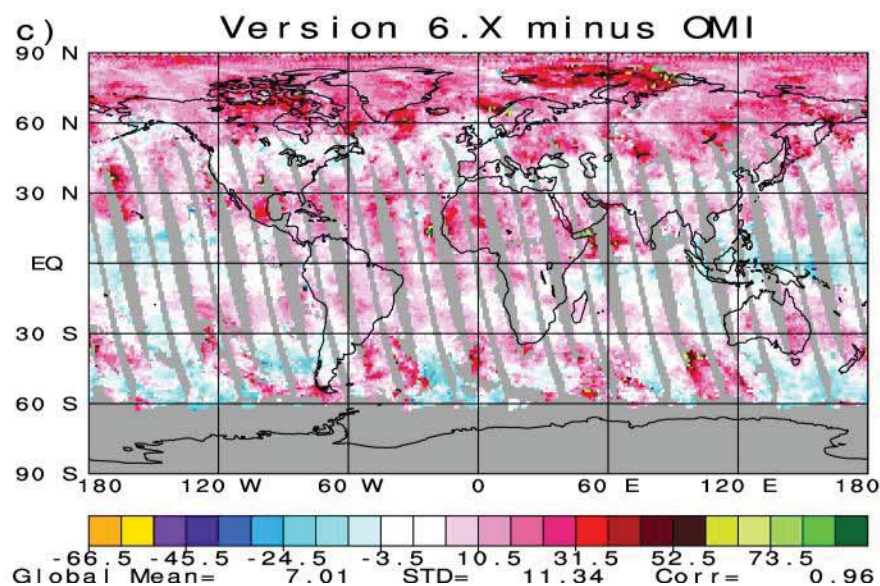 c) Version 6.X minus OMI
90 N
60 N
30 N
EQ
30 S
60 S
90 S
180 120 W 60 W 0 60 E 120 E 180
-66.5 -45.5 -24.5 -3.5 10.5 31.5 52.5 73.5
Global Mean= 7.01 STD= 11.34 Corr= 0.96